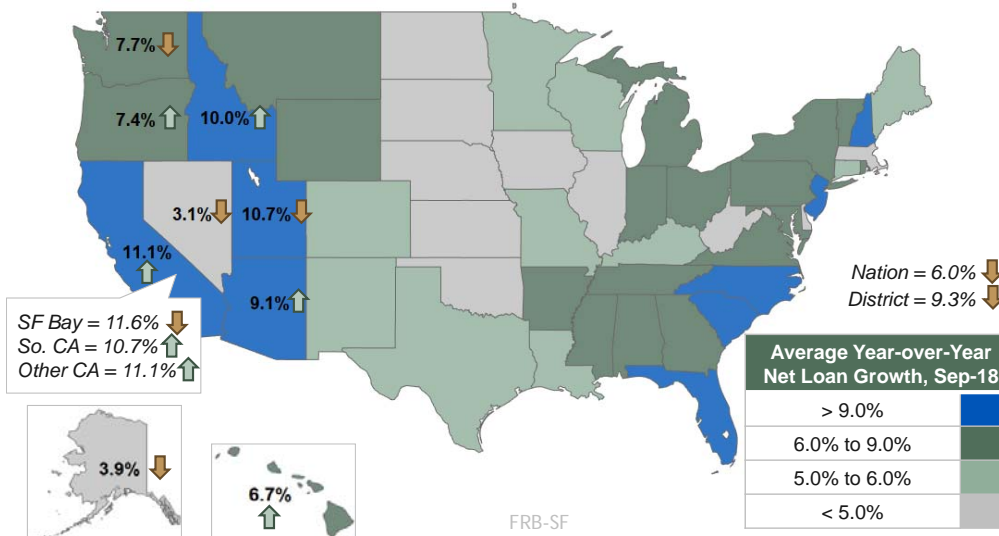 7.7%
7.4%
10.0%
3.1%
10.7%
11.1%
9.1%
SF Bay = 11.6%
So. CA = 10.7%
Other CA = 11.1%
Nation = 6.0%
District = 9.3%
Average Year-over-Year
Net Loan Growth, Sep-18
> 9.0%
6.0% to 9.0%
5.0% to 6.0%
< 5.0%
3.9%
6.7%
FRB-SF